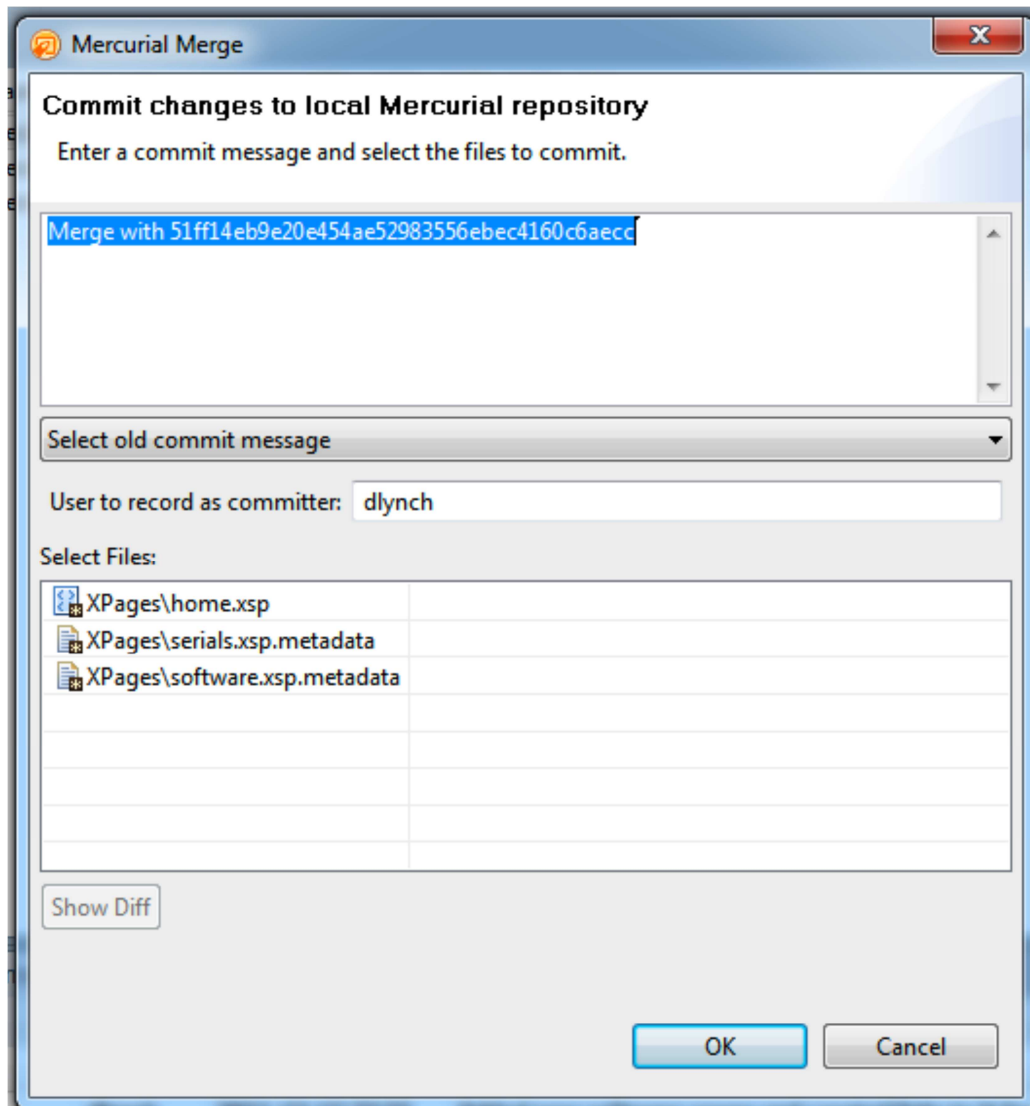 Mercurial Merge
Commit changes to local Mercurial repository
Enter a commit message and select the files to commit.
Merge with 51ff14eb9e20e454ae52983556ebec4160c6aecc
Select old commit message
User to record as committer: dlynch
Select Files:
XPages\home.xsp
XPages\serials.xsp.metadata
XPages\software.xsp.metadata
Show Diff
OK Cancel